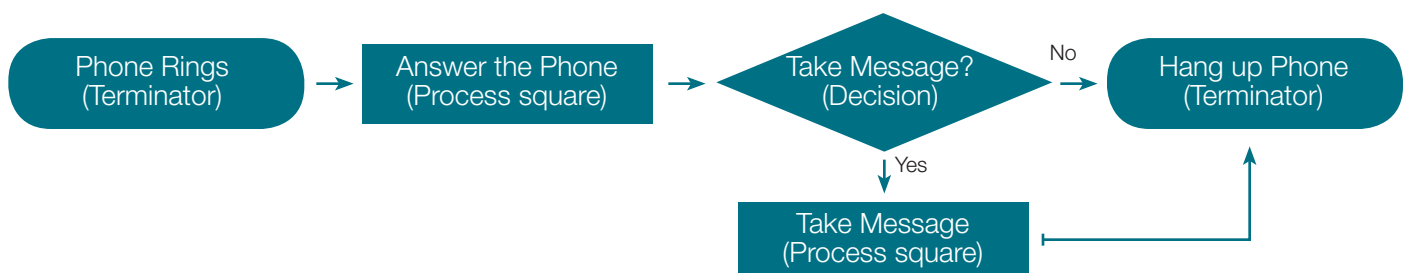 Phone Rings
(Terminator)
Answer the Phone
(Process square)
Take Message?
(Decision)
No
Hang up Phone
(Terminator)
Yes
Take Message
(Process square)